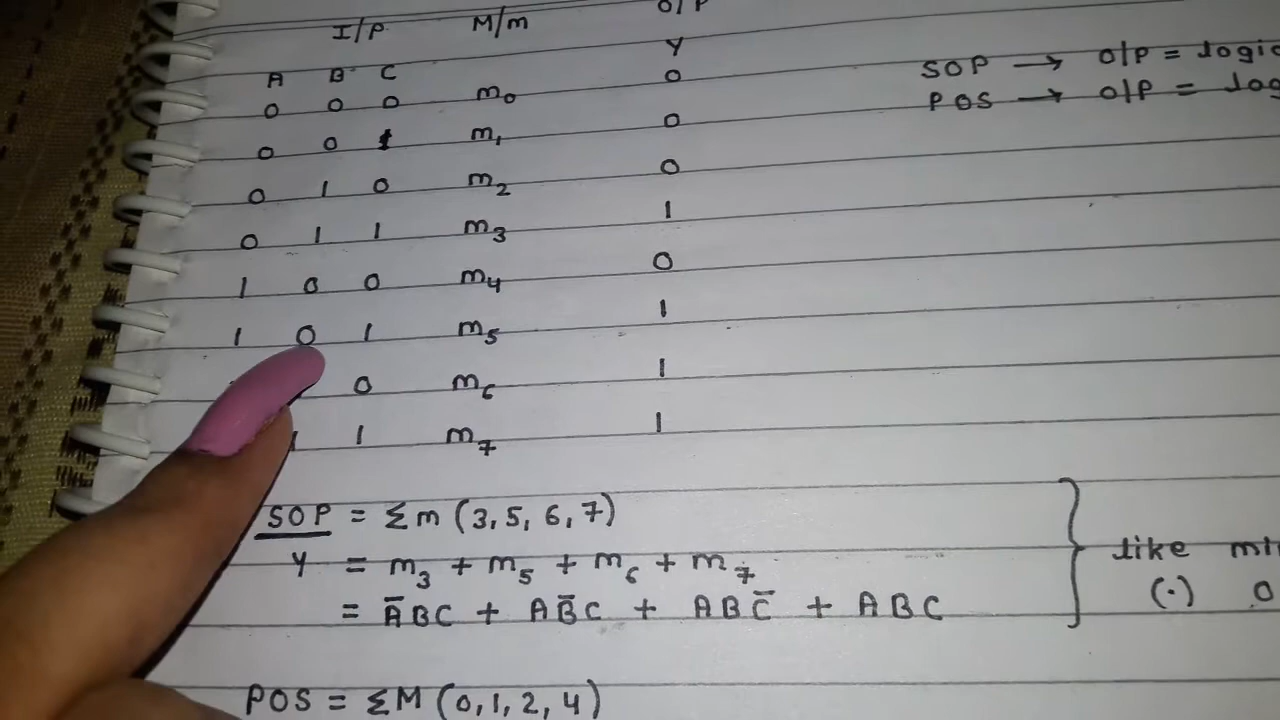 I/P M/m O/P
A B C Y
0 0 0 m0 0
0 0 1 m1 0
0 1 0 m2 0
0 1 1 m3 1
1 0 0 m4 0
1 0 1 m5 1
0 m6 1
1 1 m7 1
SOP → O/P = logic
POS → O/P = log
SOP = Σm (3, 5, 6, 7)
Y = m3 + m5 + m6 + m7
= A̅BC + AB̅C + ABC̅ + ABC
like
(·)
POS = ΣM (0, 1, 2, 4)